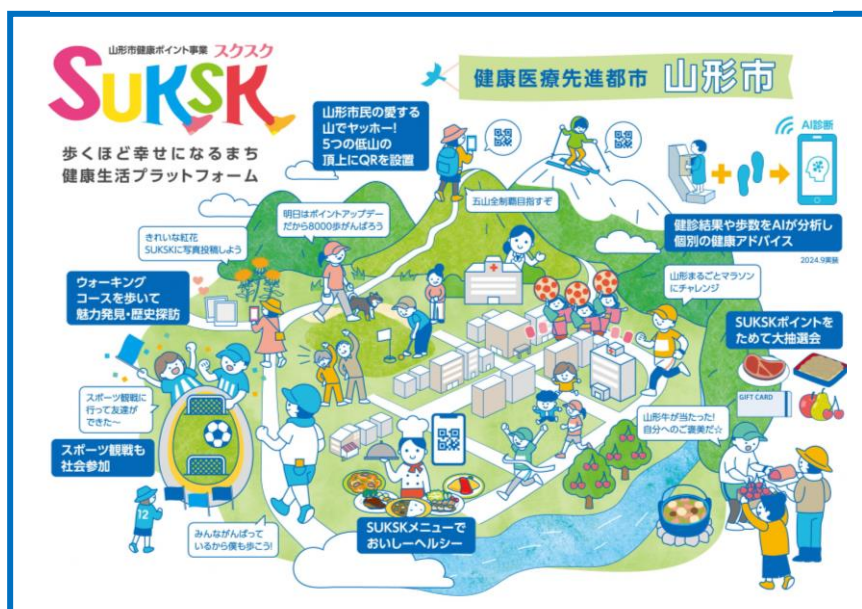 山形市健康ポイント事業 スクスク
SUKSK
歩くほど幸せになるまち
健康生活プラットフォーム
健康医療先進都市 山形市
山形市民の愛する
山でヤッホー!
5つの低山の
頂上にQRを設置
AI診断
健診結果や歩数をAIが分析し
個別の健康アドバイス
2024.9実装
五山全制覇目指すぞ
明日はポイントアップデー
だから8000歩がんばろう
きれいな紅花
SUKSKに写真投稿しよう
ウォーキング
コースを歩いて
魅力発見・歴史探訪
山形まるごとマラソン
にチャレンジ
SUKSKポイントを
ためて大抽選会
GIFT CARD
山形牛が当たった!
自分へのご褒美だ☆
スポーツ観戦に
行って友達が
できた〜
スポーツ観戦も
社会参加
12
みんながんばって
いるから僕も歩こう!
SUKSKメニューで
おいしーヘルシー